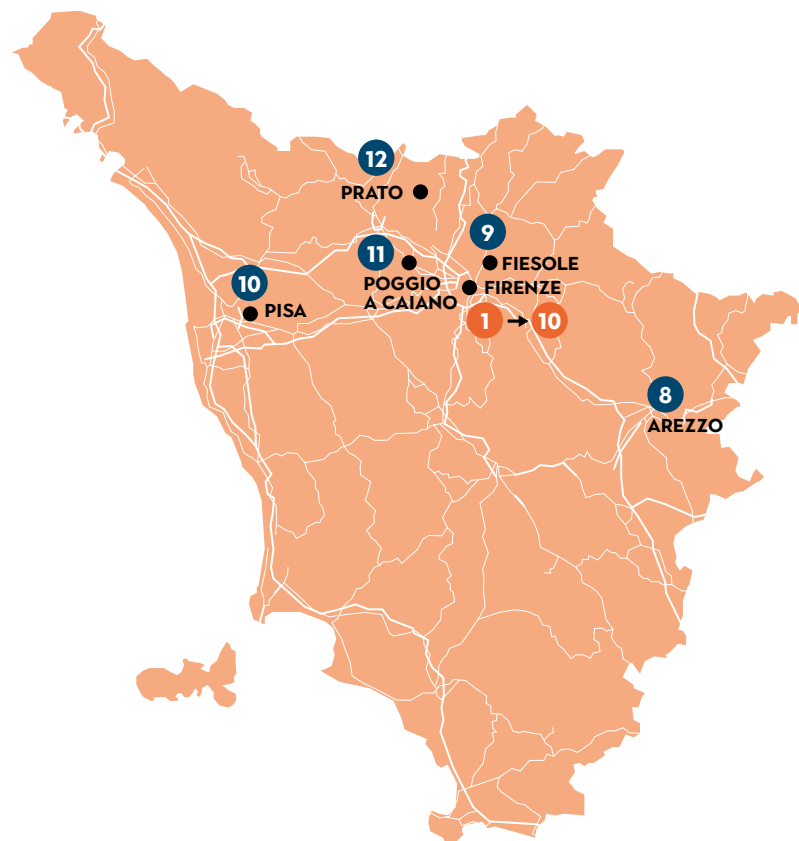 12
PRATO
9
11
FIESOLE
POGGIO
A CAIANO
FIRENZE
10
PISA
1 → 10
8
AREZZO